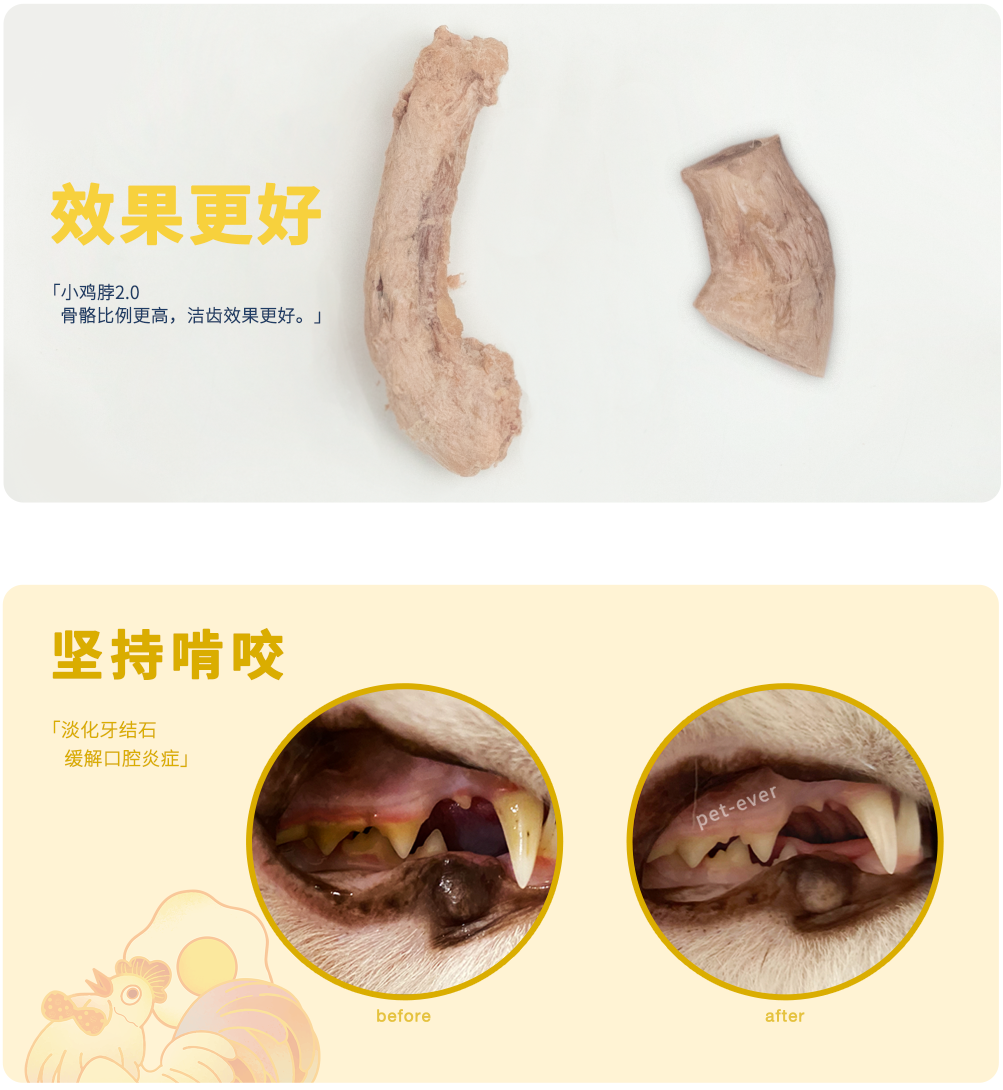 效果更好
「小鸡脖2.0
骨骼比例更高，洁齿效果更好。」
坚持啃咬
「淡化牙结石
缓解口腔炎症」
pet-ever
before
after